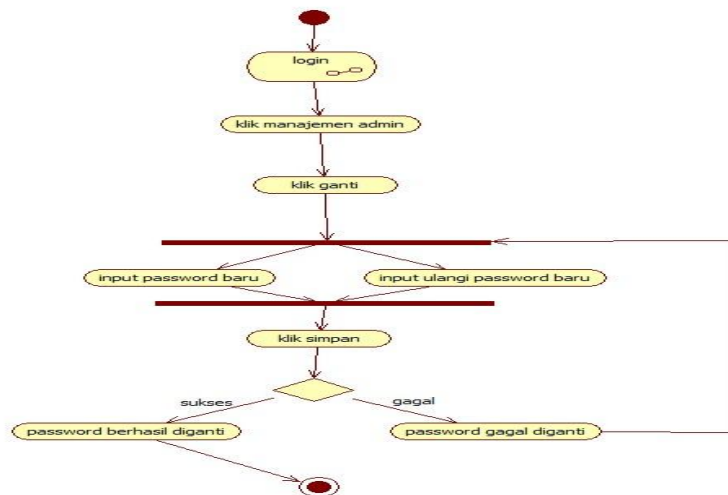 login
klik manajemen admin
klik ganti
input password baru
input ulangi password baru
klik simpan
sukses
gagal
password berhasil diganti
password gagal diganti